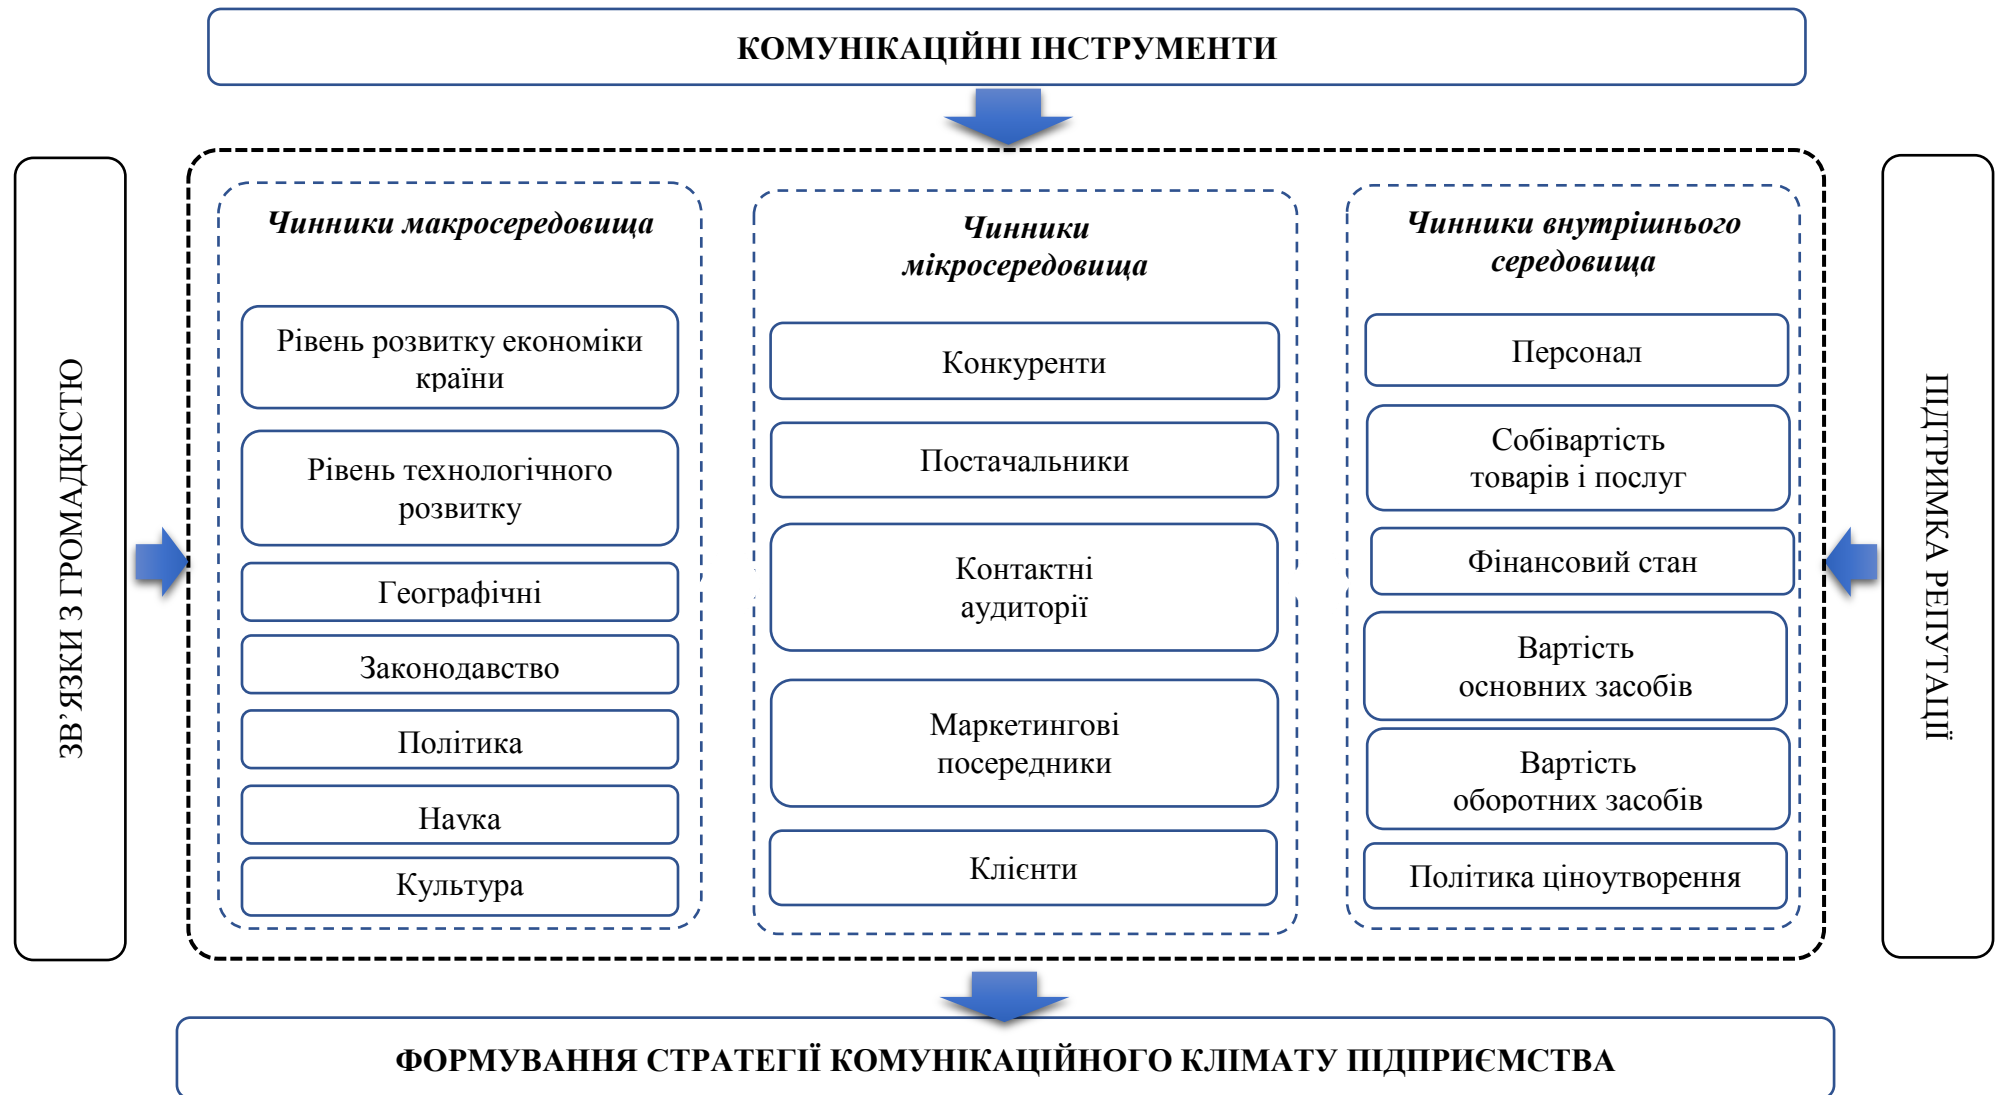 КОМУНІКАЦІЙНІ ІНСТРУМЕНТИ
ЗВ’ЯЗКИ З ГРОМАДКІСТЮ
Чинники макросередовища
Рівень розвитку економіки
країни
Рівень технологічного
розвитку
Географічні
Законодавство
Політика
Наука
Культура
Чинники
мікросередовища
Конкуренти
Постачальники
Контактні
аудиторії
Маркетингові
посередники
Клієнти
Чинники внутрішнього
середовища
Персонал
Собівартість
товарів і послуг
Фінансовий стан
Вартість
основних засобів
Вартість
оборотних засобів
Політика ціноутворення
ПІДТРИМКА РЕПУТАЦІЇ
ФОРМУВАННЯ СТРАТЕГІЇ КОМУНІКАЦІЙНОГО КЛІМАТУ ПІДПРИЄМСТВА